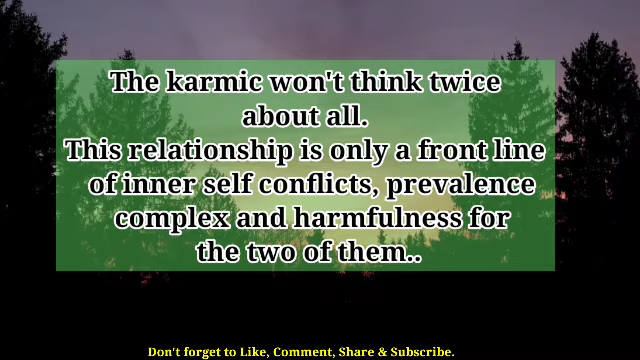 The karmic won't think twice
about all.
This relationship is only a front line
of inner self conflicts, prevalence
complex and harmfulness for
the two of them..
Don't forget to Like, Comment, Share & Subscribe.